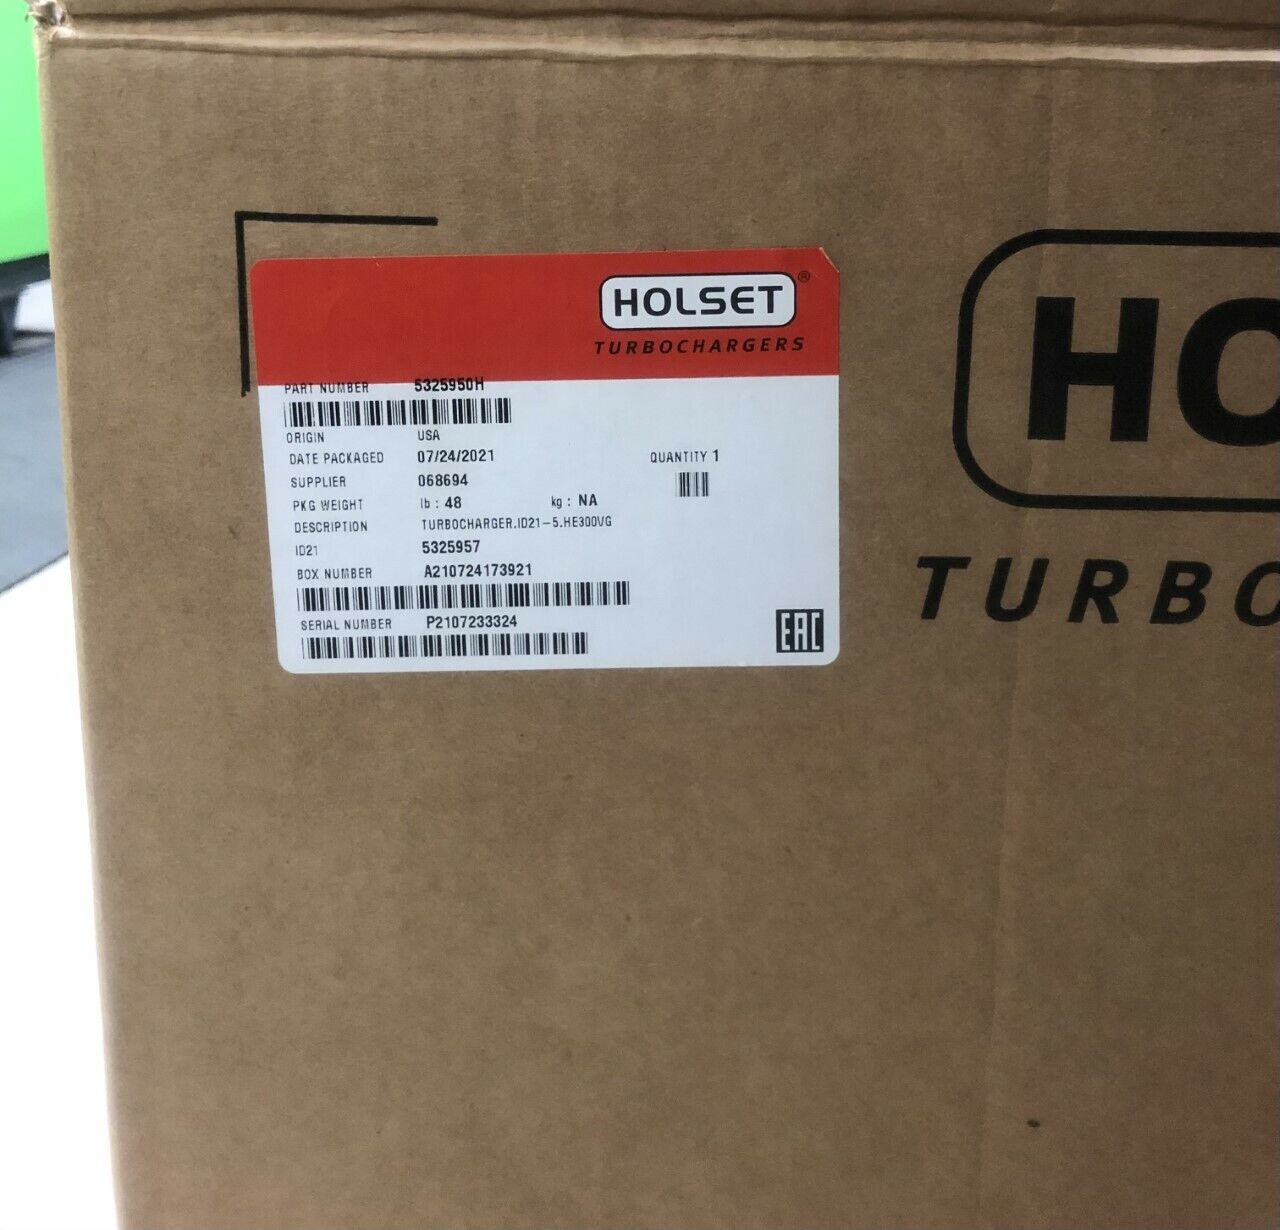 HOLSET®
TURBOCHARGERS
PART NUMBER 5325950H
ORIGIN USA
DATE PACKAGED 07/24/2021 QUANTITY 1
SUPPLIER 068694
PKG WEIGHT lb : 48 kg : NA
DESCRIPTION TURBOCHARGER.ID21-5.HE300VG
ID21 5325957
BOX NUMBER A210724173921
SERIAL NUMBER P2107233324
EAC
HO
TURBO